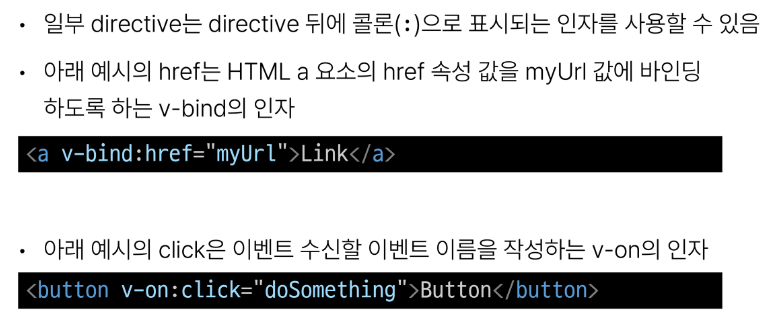 • 일부 directive는 directive 뒤에 콜론(:)으로 표시되는 인자를 사용할 수 있음
• 아래 예시의 href는 HTML a 요소의 href 속성 값을 myUrl 값에 바인딩
하도록 하는 v-bind의 인자
<a v-bind:href="myUrl">Link</a>
• 아래 예시의 click은 이벤트 수신할 이벤트 이름을 작성하는 v-on의 인자
<button v-on:click="doSomething">Button</button>